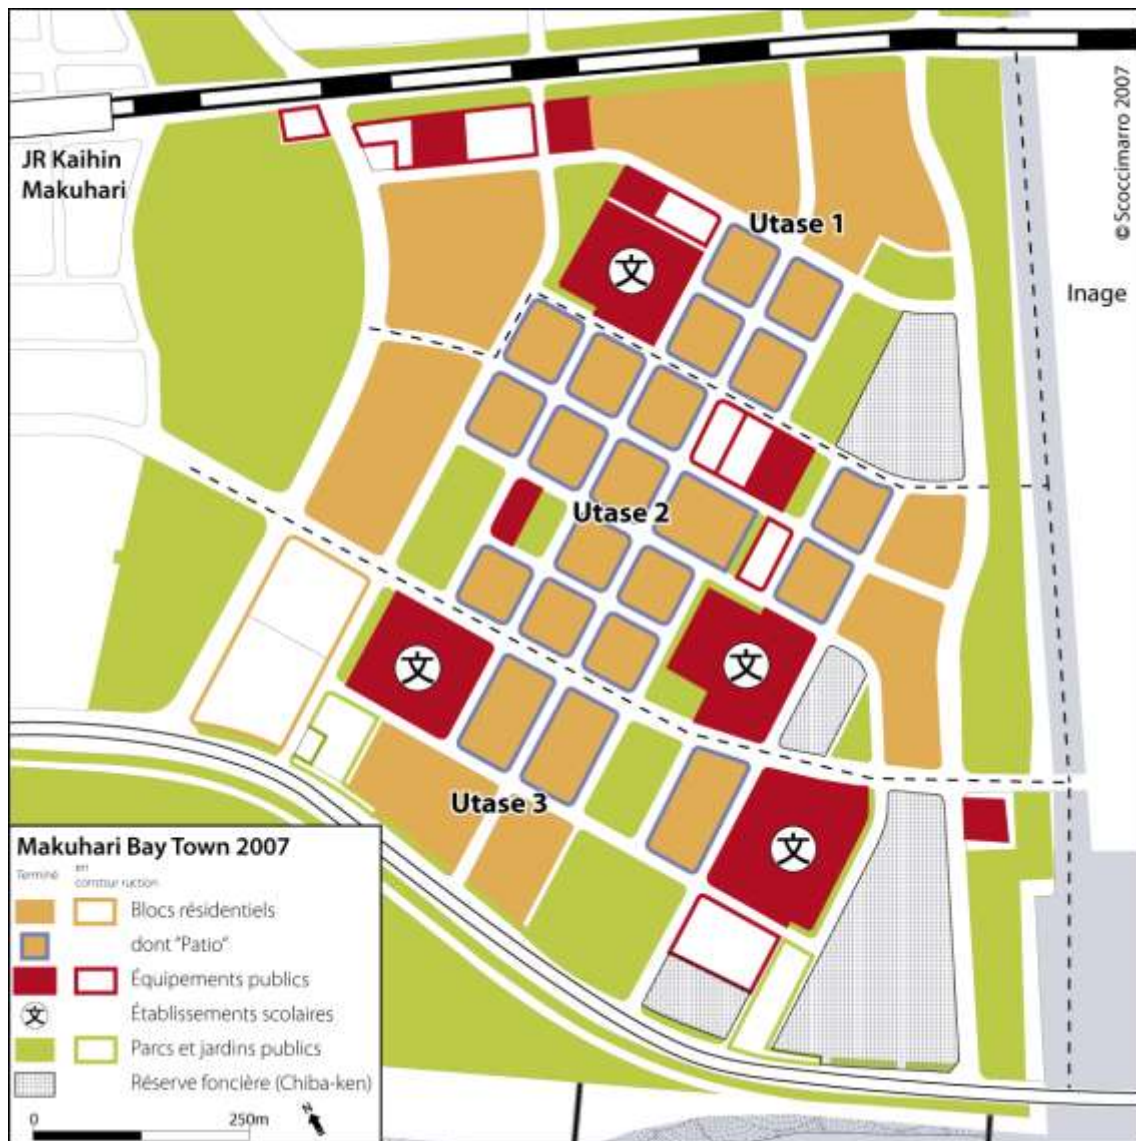 © Scoccimarro 2007
JR Kaihin
Makuhari
Utase 1
文
Inage
Utase 2
文
文
Utase 3
文
Makuhari Bay Town 2007
Terminé
en
constur ruction
Blocs résidentiels
dont "Patio"
Équipements publics
文
Établissements scolaires
Parcs et jardins publics
Réserve foncière (Chiba-ken)
0 250m
N